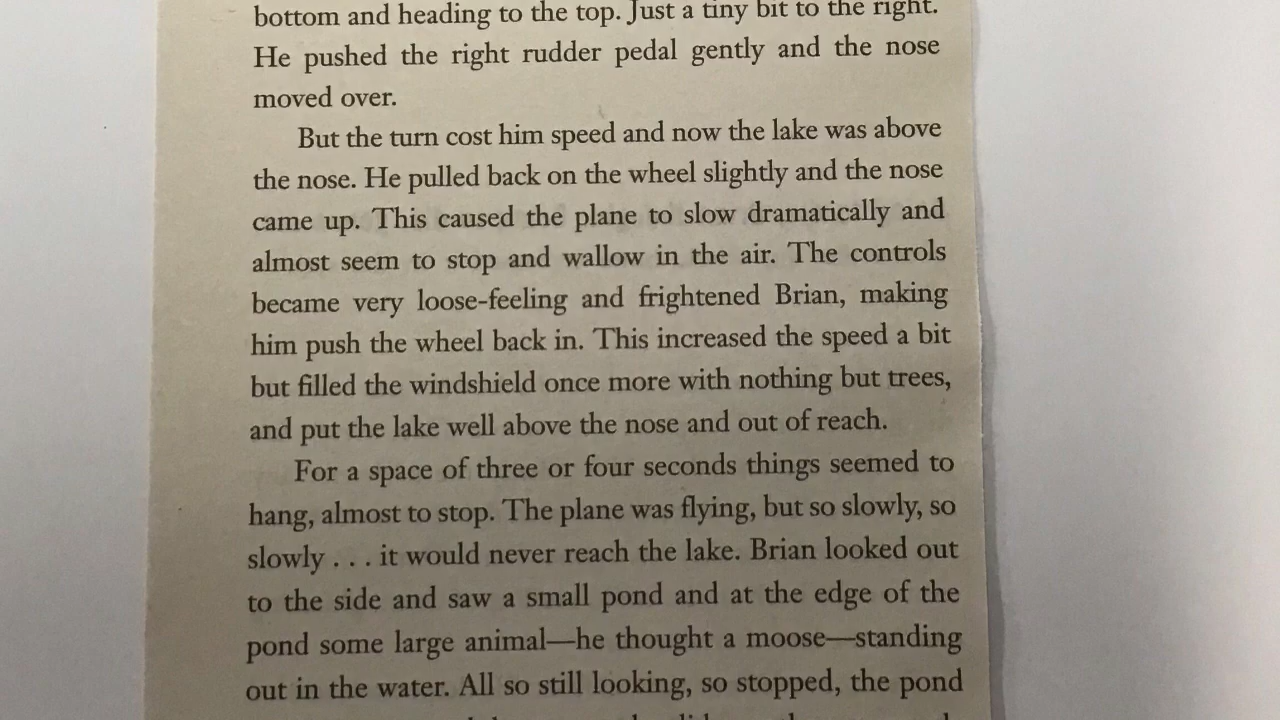 bottom and heading to the top. Just a tiny bit to the right.
He pushed the right rudder pedal gently and the nose
moved over.
But the turn cost him speed and now the lake was above
the nose. He pulled back on the wheel slightly and the nose
came up. This caused the plane to slow dramatically and
almost seem to stop and wallow in the air. The controls
became very loose-feeling and frightened Brian, making
him push the wheel back in. This increased the speed a bit
but filled the windshield once more with nothing but trees,
and put the lake well above the nose and out of reach.
For a space of three or four seconds things seemed to
hang, almost to stop. The plane was flying, but so slowly, so
slowly . . . it would never reach the lake. Brian looked out
to the side and saw a small pond and at the edge of the
pond some large animal—he thought a moose—standing
out in the water. All so still looking, so stopped, the pond